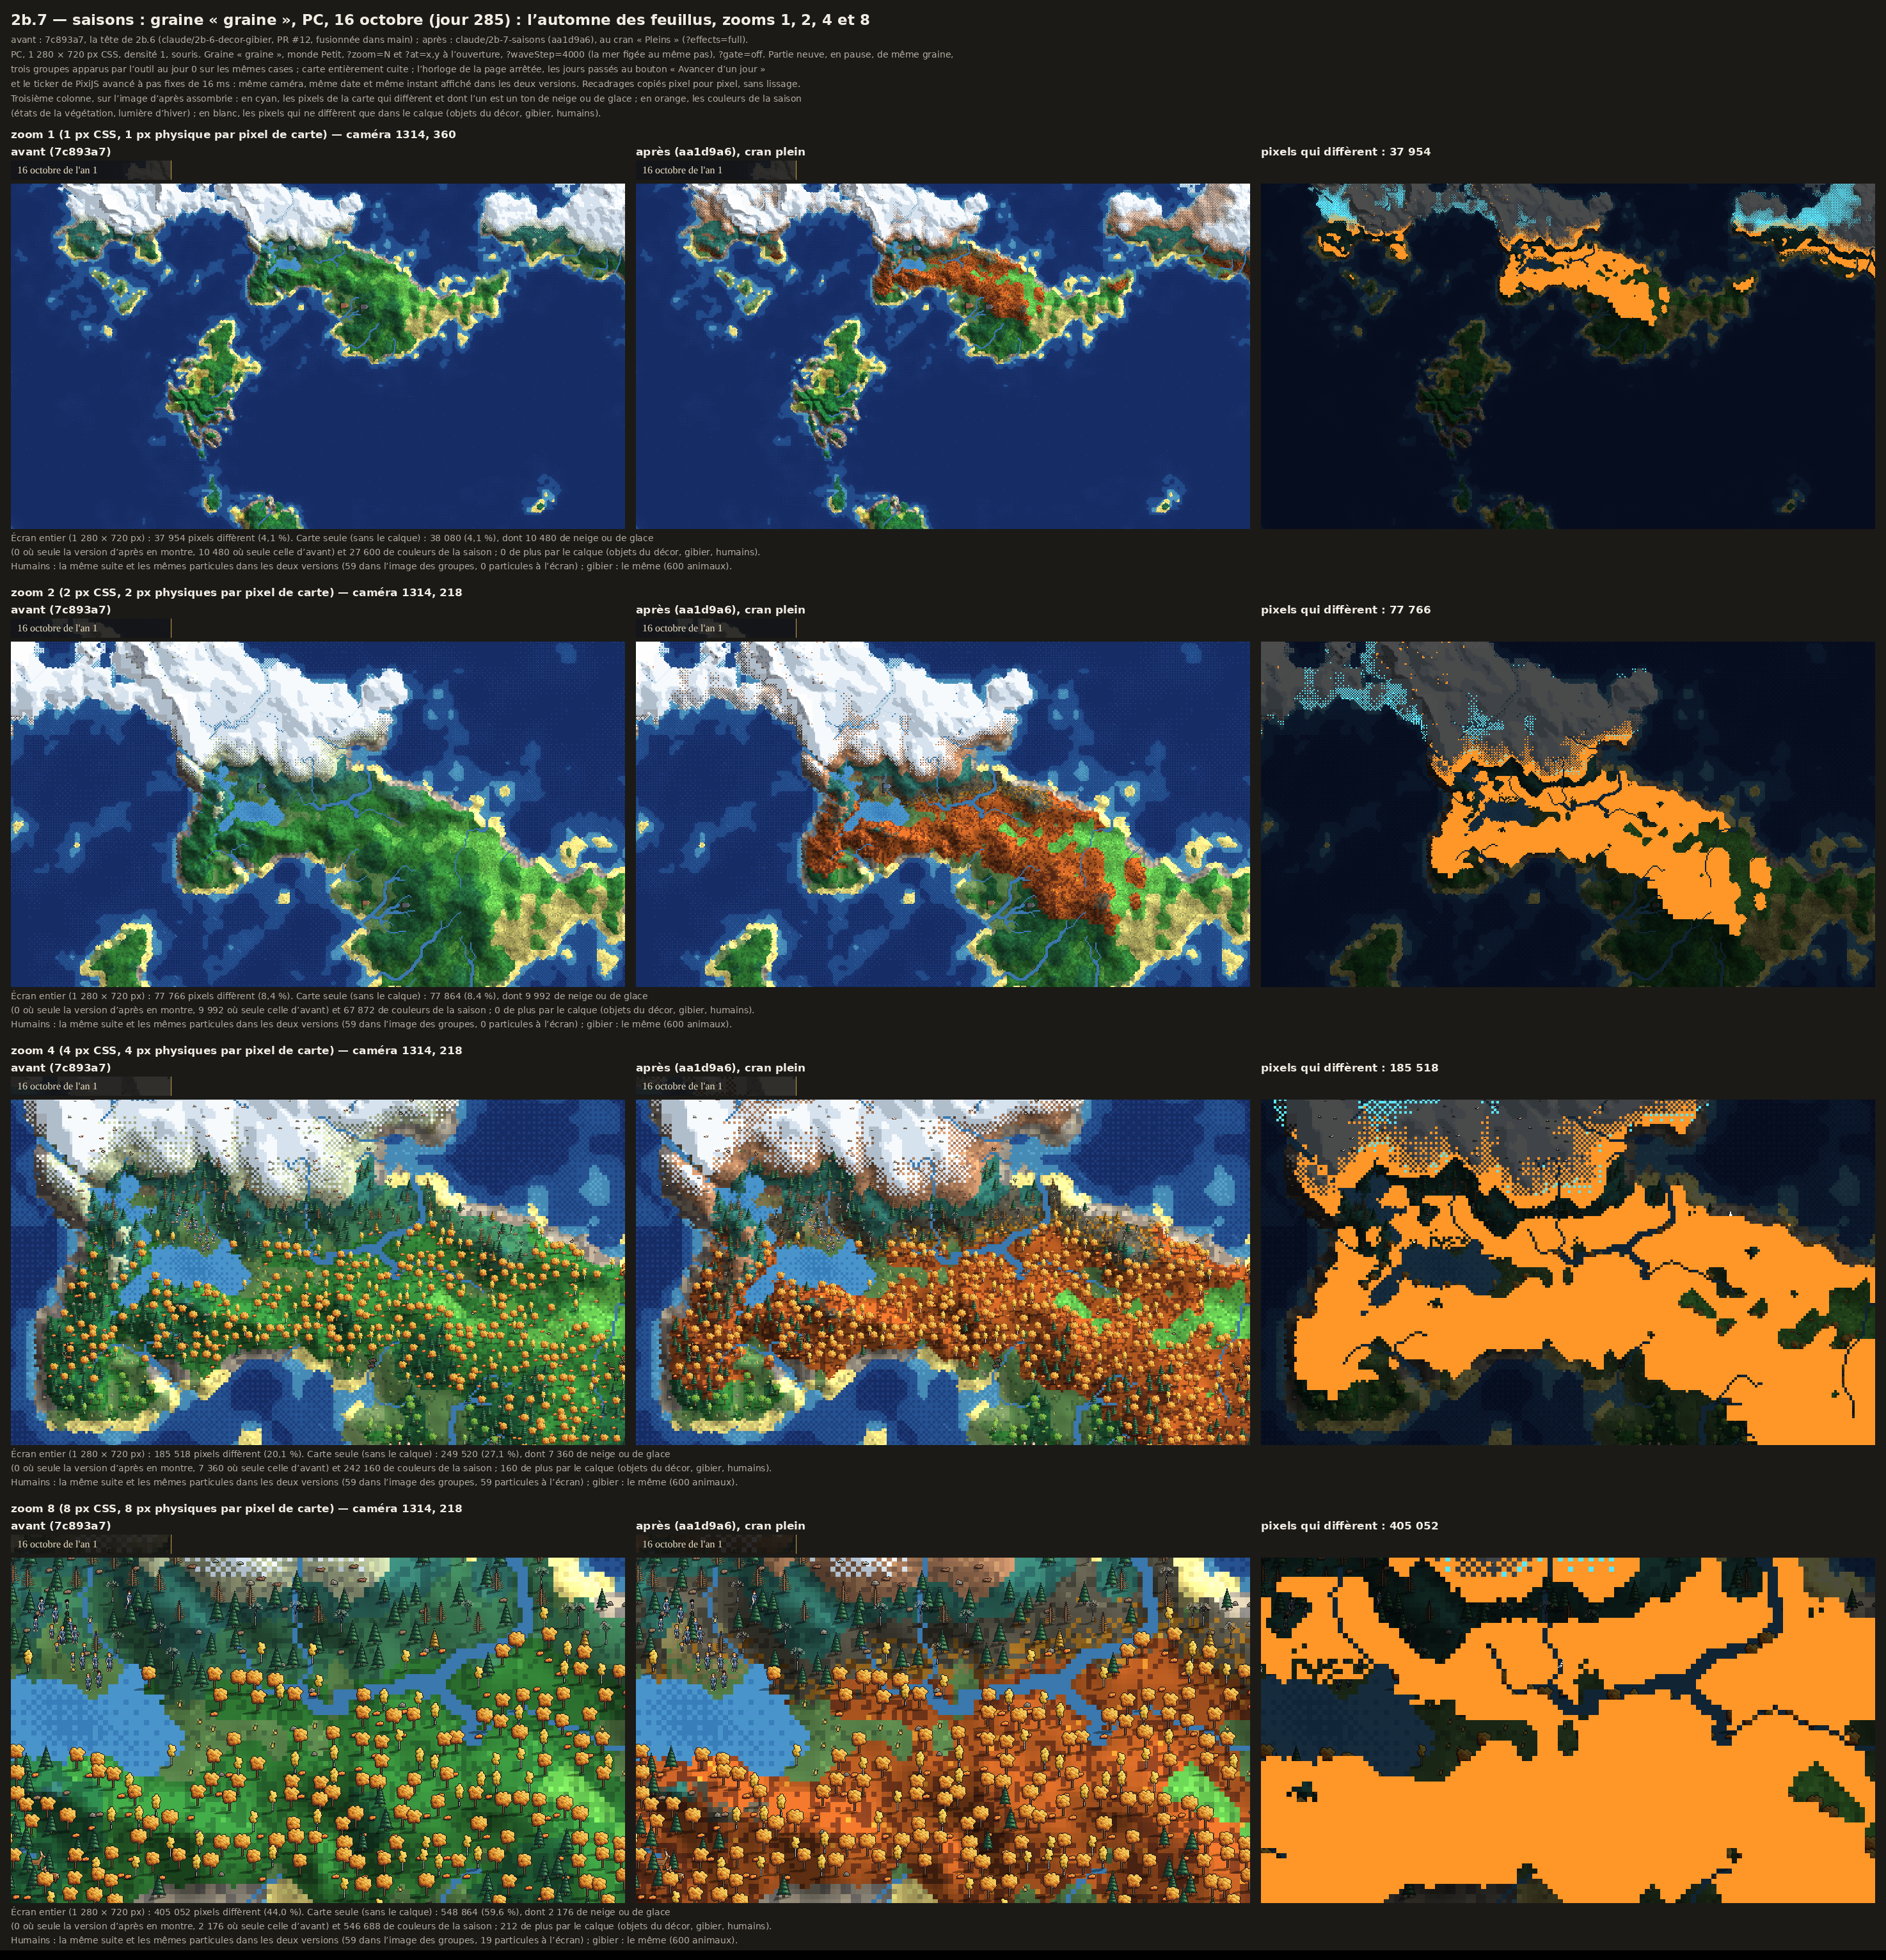 2b.7 — saisons : graine « graine », PC, 16 octobre (jour 285) : l’automne des feuillus, zooms 1, 2, 4 et 8
avant : 7c893a7, la tête de 2b.6 (claude/2b-6-decor-gibier, PR #12, fusionnée dans main) ; après : claude/2b-7-saisons (aa1d9a6), au cran « Pleins » (?effects=full).
PC, 1 280 × 720 px CSS, densité 1, souris. Graine « graine », monde Petit, ?zoom=N et ?at=x,y à l’ouverture, ?waveStep=4000 (la mer figée au même pas), ?gate=off. Partie neuve, en pause, de même graine,
trois groupes apparus par l’outil au jour 0 sur les mêmes cases ; carte entièrement cuite ; l’horloge de la page arrêtée, les jours passés au bouton « Avancer d’un jour »
et le ticker de PixiJS avancé à pas fixes de 16 ms : même caméra, même date et même instant affiché dans les deux versions. Recadrages copiés pixel pour pixel, sans lissage.
Troisième colonne, sur l’image d’après assombrie : en cyan, les pixels de la carte qui diffèrent et dont l’un est un ton de neige ou de glace ; en orange, les couleurs de la saison
(états de la végétation, lumière d’hiver) ; en blanc, les pixels qui ne diffèrent que dans le calque (objets du décor, gibier, humains).
zoom 1 (1 px CSS, 1 px physique par pixel de carte) — caméra 1314, 360
avant (7c893a7)
après (aa1d9a6), cran plein
pixels qui diffèrent : 37 954
16 octobre de l'an 1
16 octobre de l'an 1
Écran entier (1 280 × 720 px) : 37 954 pixels diffèrent (4,1 %). Carte seule (sans le calque) : 38 080 (4,1 %), dont 10 480 de neige ou de glace
(0 où seule la version d’après en montre, 10 480 où seule celle d’avant) et 27 600 de couleurs de la saison ; 0 de plus par le calque (objets du décor, gibier, humains).
Humains : la même suite et les mêmes particules dans les deux versions (59 dans l’image des groupes, 0 particules à l’écran) ; gibier : le même (600 animaux).
zoom 2 (2 px CSS, 2 px physiques par pixel de carte) — caméra 1314, 218
avant (7c893a7)
après (aa1d9a6), cran plein
pixels qui diffèrent : 77 766
16 octobre de l'an 1
16 octobre de l'an 1
Écran entier (1 280 × 720 px) : 77 766 pixels diffèrent (8,4 %). Carte seule (sans le calque) : 77 864 (8,4 %), dont 9 992 de neige ou de glace
(0 où seule la version d’après en montre, 9 992 où seule celle d’avant) et 67 872 de couleurs de la saison ; 0 de plus par le calque (objets du décor, gibier, humains).
Humains : la même suite et les mêmes particules dans les deux versions (59 dans l’image des groupes, 0 particules à l’écran) ; gibier : le même (600 animaux).
zoom 4 (4 px CSS, 4 px physiques par pixel de carte) — caméra 1314, 218
avant (7c893a7)
après (aa1d9a6), cran plein
pixels qui diffèrent : 185 518
16 octobre de l'an 1
16 octobre de l'an 1
Écran entier (1 280 × 720 px) : 185 518 pixels diffèrent (20,1 %). Carte seule (sans le calque) : 249 520 (27,1 %), dont 7 360 de neige ou de glace
(0 où seule la version d’après en montre, 7 360 où seule celle d’avant) et 242 160 de couleurs de la saison ; 160 de plus par le calque (objets du décor, gibier, humains).
Humains : la même suite et les mêmes particules dans les deux versions (59 dans l’image des groupes, 59 particules à l’écran) ; gibier : le même (600 animaux).
zoom 8 (8 px CSS, 8 px physiques par pixel de carte) — caméra 1314, 218
avant (7c893a7)
après (aa1d9a6), cran plein
pixels qui diffèrent : 405 052
16 octobre de l'an 1
16 octobre de l'an 1
Écran entier (1 280 × 720 px) : 405 052 pixels diffèrent (44,0 %). Carte seule (sans le calque) : 548 864 (59,6 %), dont 2 176 de neige ou de glace
(0 où seule la version d’après en montre, 2 176 où seule celle d’avant) et 546 688 de couleurs de la saison ; 212 de plus par le calque (objets du décor, gibier, humains).
Humains : la même suite et les mêmes particules dans les deux versions (59 dans l’image des groupes, 19 particules à l’écran) ; gibier : le même (600 animaux).